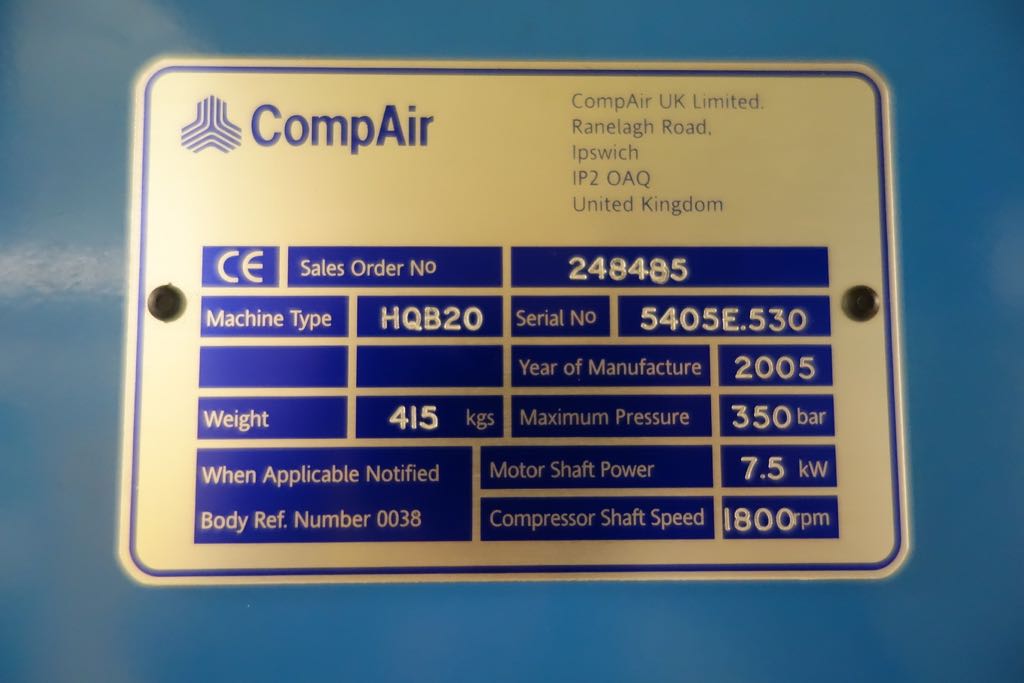 CompAir
CompAir UK Limited.
Ranelagh Road,
Ipswich
IP2 OAQ
United Kingdom
CE Sales Order No 248485
Machine Type HQB20 Serial No 5405E.530
Year of Manufacture 2005
Weight 415 kgs Maximum Pressure 350 bar
When Applicable Notified
Body Ref. Number 0038
Motor Shaft Power 7.5 kW
Compressor Shaft Speed 1800 rpm